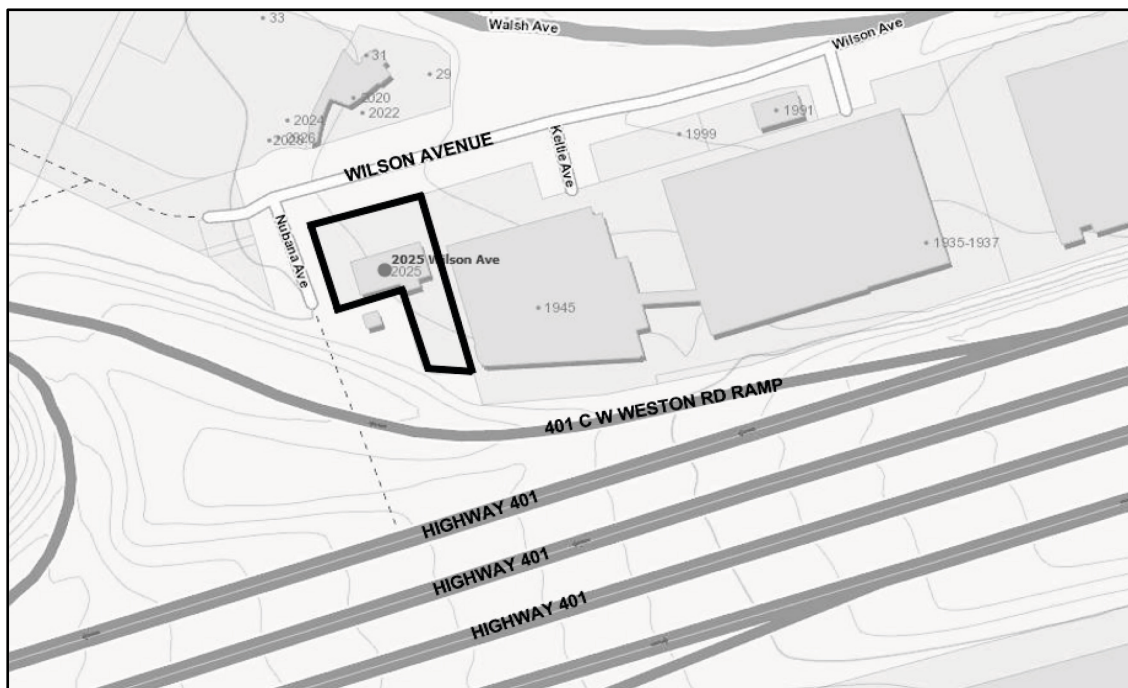 33
Walsh Ave
Wilson Ave
31
29
2020
2022
2024
2026
1991
1999
Keltie Ave
WILSON AVENUE
Nubana Ave
2025 Wilson Ave
2025
1935-1937
1945
401 C W WESTON RD RAMP
HIGHWAY 401
HIGHWAY 401
HIGHWAY 401